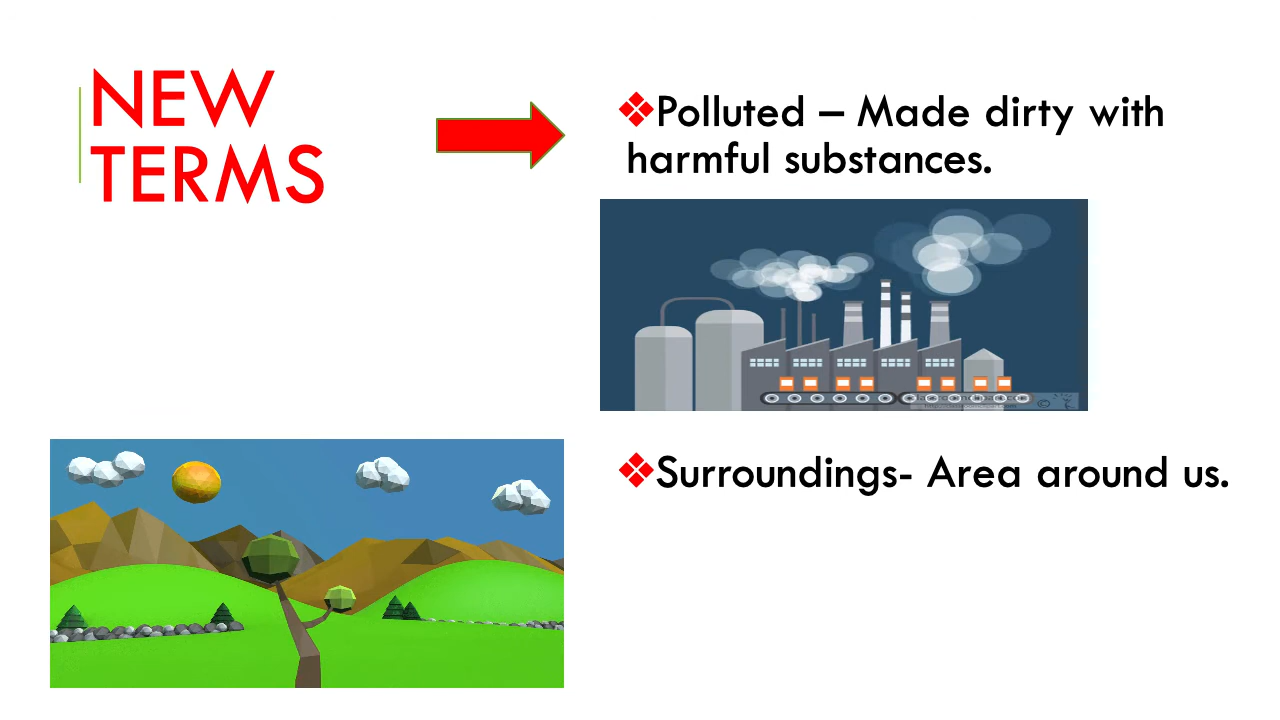 NEW
TERMS
❖Polluted – Made dirty with
harmful substances.
❖Surroundings- Area around us.